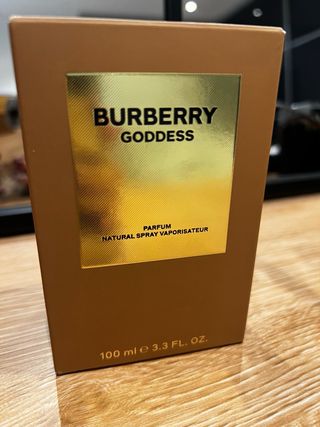 BURBERRY
GODDESS
PARFUM
NATURAL SPRAY VAPORISATEUR
100 ml ℮ 3.3 FL. OZ.